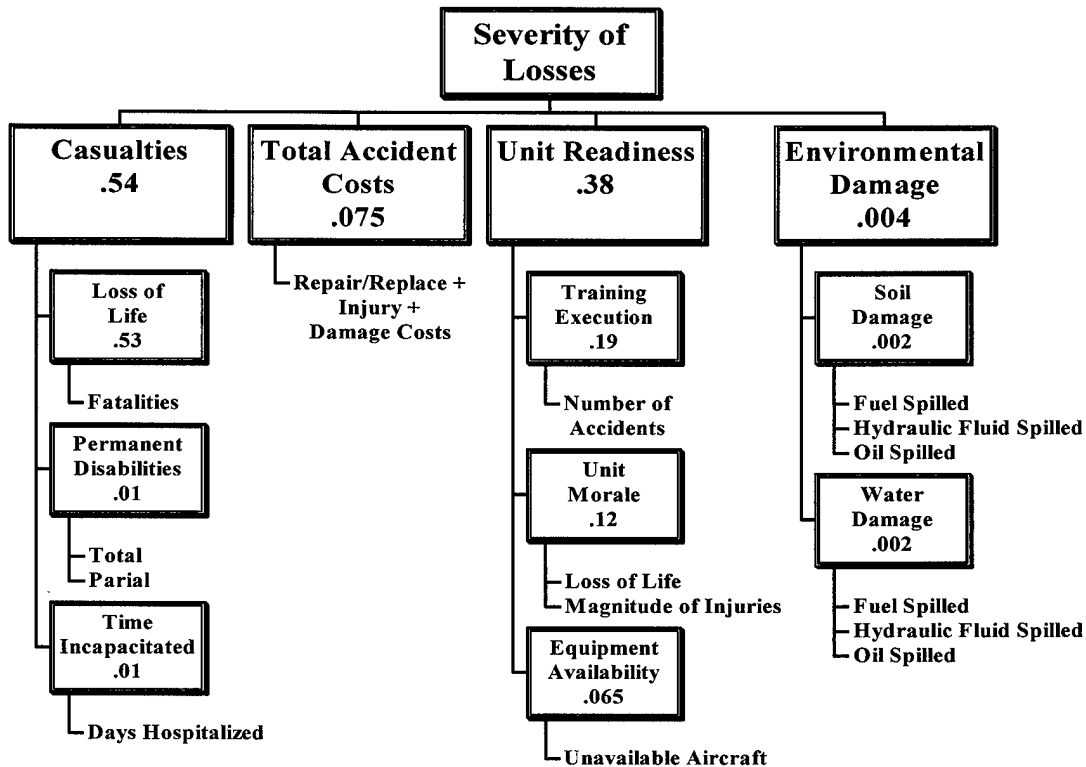 Severity of
Losses
Casualties
.54
Loss of
Life
.53
Fatalities
Permanent
Disabilities
.01
Total
Parial
Time
Incapacitated
.01
Days Hospitalized
Total Accident
Costs
.075
Repair/Replace +
Injury +
Damage Costs
Unit Readiness
.38
Training
Execution
.19
Number of
Accidents
Unit
Morale
.12
Loss of Life
Magnitude of Injuries
Equipment
Availability
.065
Unavailable Aircraft
Environmental
Damage
.004
Soil
Damage
.002
Fuel Spilled
Hydraulic Fluid Spilled
Oil Spilled
Water
Damage
.002
Fuel Spilled
Hydraulic Fluid Spilled
Oil Spilled